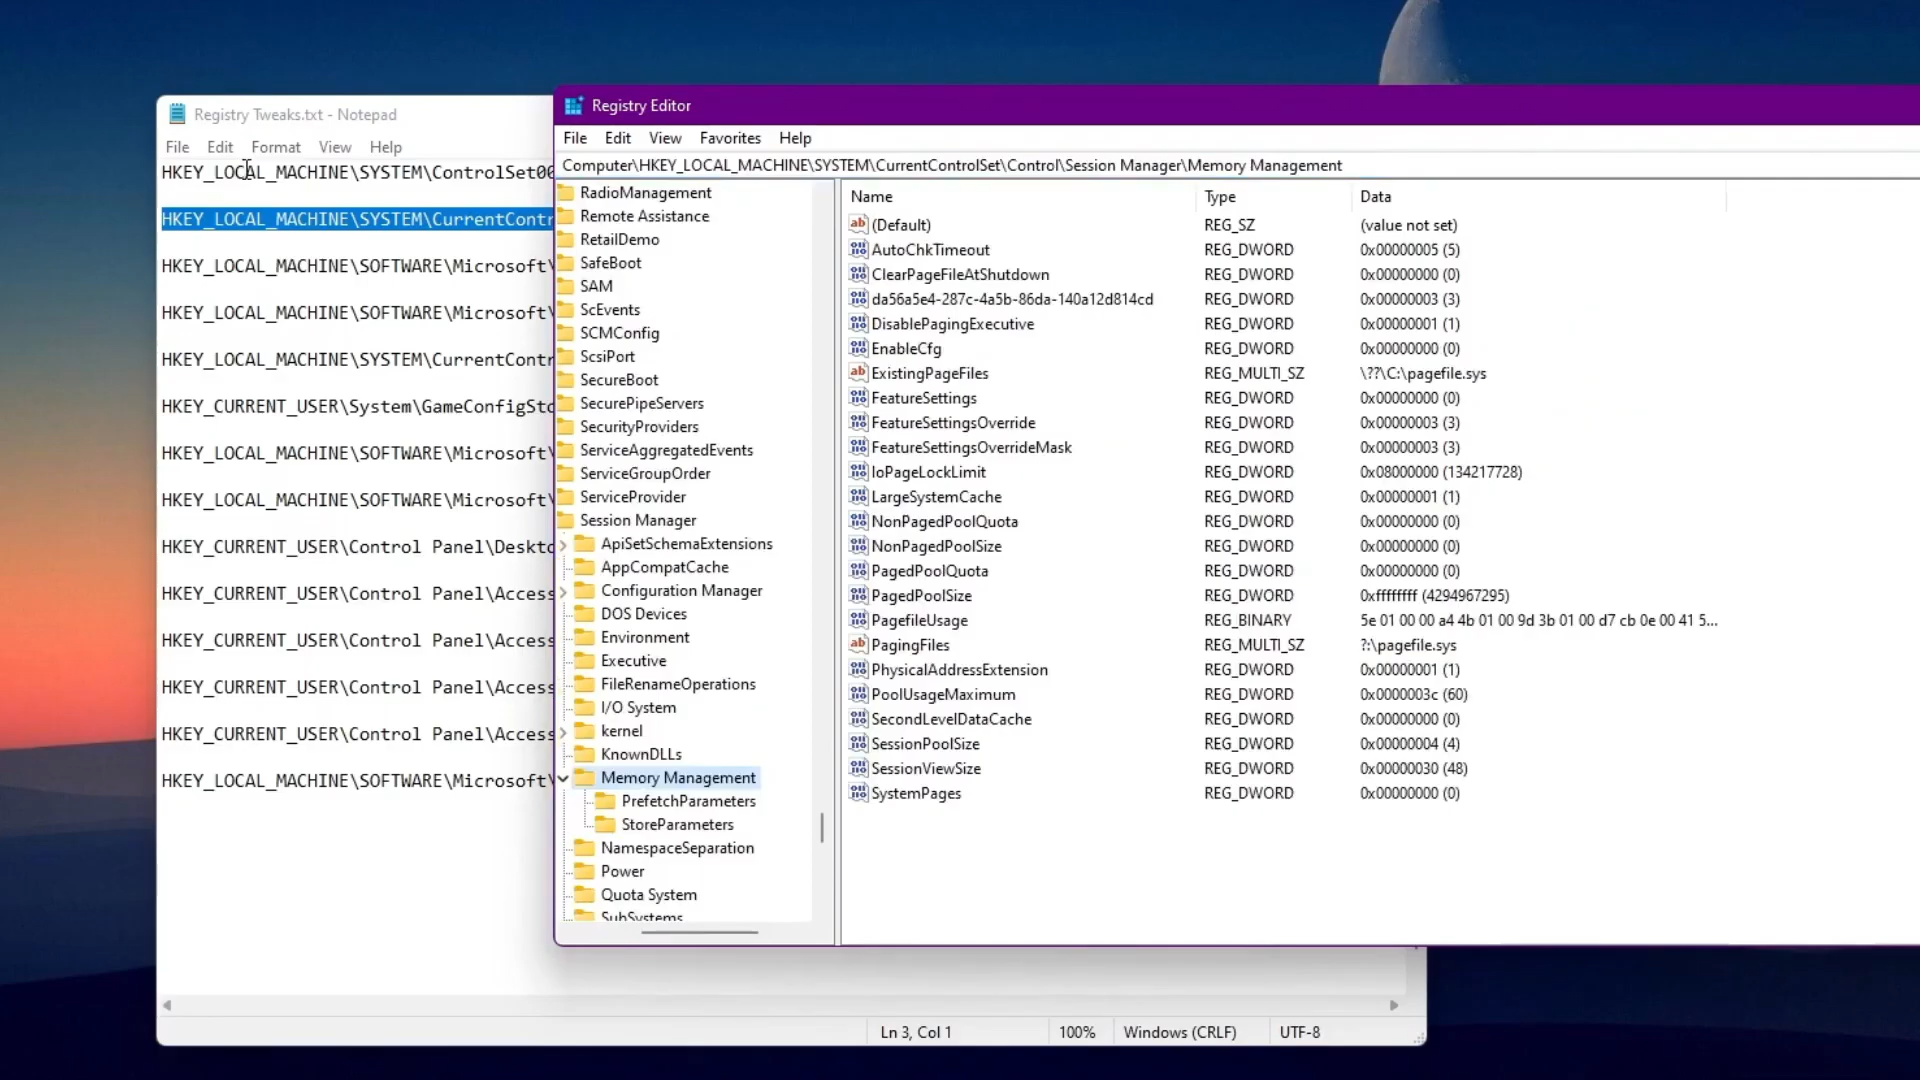 Registry Tweaks.txt - Notepad
File Edit Format View Help
HKEY_LOCAL_MACHINE\SYSTEM\ControlSet00
HKEY_LOCAL_MACHINE\SYSTEM\CurrentContr
HKEY_LOCAL_MACHINE\SOFTWARE\Microsoft\
HKEY_LOCAL_MACHINE\SOFTWARE\Microsoft\
HKEY_LOCAL_MACHINE\SYSTEM\CurrentContr
HKEY_CURRENT_USER\System\GameConfigSto
HKEY_LOCAL_MACHINE\SOFTWARE\Microsoft\
HKEY_LOCAL_MACHINE\SOFTWARE\Microsoft\
HKEY_CURRENT_USER\Control Panel\Deskto
HKEY_CURRENT_USER\Control Panel\Access
HKEY_CURRENT_USER\Control Panel\Access
HKEY_CURRENT_USER\Control Panel\Access
HKEY_CURRENT_USER\Control Panel\Access
HKEY_LOCAL_MACHINE\SOFTWARE\Microsoft\
Ln 3, Col 1 100% Windows (CRLF) UTF-8
Registry Editor
File Edit View Favorites Help
Computer\HKEY_LOCAL_MACHINE\SYSTEM\CurrentControlSet\Control\Session Manager\Memory Management
RadioManagement
Remote Assistance
RetailDemo
SafeBoot
SAM
ScEvents
SCMConfig
ScsiPort
SecureBoot
SecurePipeServers
SecurityProviders
ServiceAggregatedEvents
ServiceGroupOrder
ServiceProvider
Session Manager
ApiSetSchemaExtensions
AppCompatCache
Configuration Manager
DOS Devices
Environment
Executive
FileRenameOperations
I/O System
kernel
KnownDLLs
Memory Management
PrefetchParameters
StoreParameters
NamespaceSeparation
Power
Quota System
SubSystems
Name Type Data
(Default) REG_SZ (value not set)
AutoChkTimeout REG_DWORD 0x00000005 (5)
ClearPageFileAtShutdown REG_DWORD 0x00000000 (0)
da56a5e4-287c-4a5b-86da-140a12d814cd REG_DWORD 0x00000003 (3)
DisablePagingExecutive REG_DWORD 0x00000001 (1)
EnableCfg REG_DWORD 0x00000000 (0)
ExistingPageFiles REG_MULTI_SZ \??\C:\pagefile.sys
FeatureSettings REG_DWORD 0x00000000 (0)
FeatureSettingsOverride REG_DWORD 0x00000003 (3)
FeatureSettingsOverrideMask REG_DWORD 0x00000003 (3)
IoPageLockLimit REG_DWORD 0x08000000 (134217728)
LargeSystemCache REG_DWORD 0x00000001 (1)
NonPagedPoolQuota REG_DWORD 0x00000000 (0)
NonPagedPoolSize REG_DWORD 0x00000000 (0)
PagedPoolQuota REG_DWORD 0x00000000 (0)
PagedPoolSize REG_DWORD 0xffffffff (4294967295)
PagefileUsage REG_BINARY 5e 01 00 00 a4 4b 01 00 9d 3b 01 00 d7 cb 0e 00 41 5...
PagingFiles REG_MULTI_SZ ?:\pagefile.sys
PhysicalAddressExtension REG_DWORD 0x00000001 (1)
PoolUsageMaximum REG_DWORD 0x0000003c (60)
SecondLevelDataCache REG_DWORD 0x00000000 (0)
SessionPoolSize REG_DWORD 0x00000004 (4)
SessionViewSize REG_DWORD 0x00000030 (48)
SystemPages REG_DWORD 0x00000000 (0)